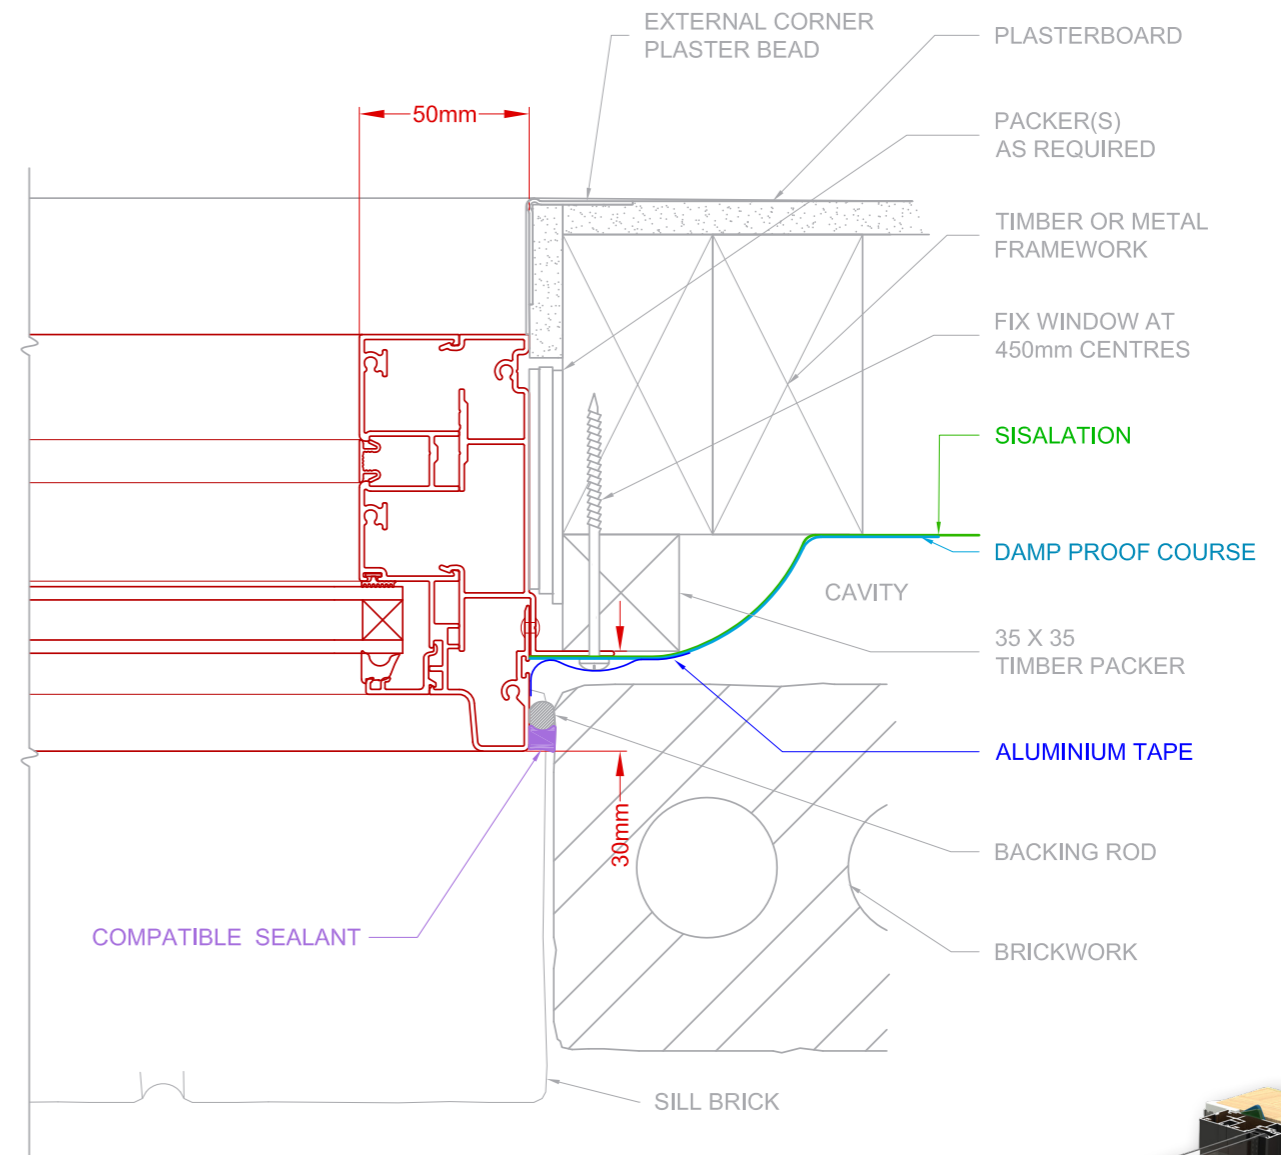 EXTERNAL CORNER
PLASTER BEAD
PLASTERBOARD
50mm
PACKER(S)
AS REQUIRED
TIMBER OR METAL
FRAMEWORK
FIX WINDOW AT
450mm CENTRES
SISALATION
DAMP PROOF COURSE
CAVITY
35 X 35
TIMBER PACKER
ALUMINIUM TAPE
30mm
BACKING ROD
COMPATIBLE SEALANT
BRICKWORK
SILL BRICK